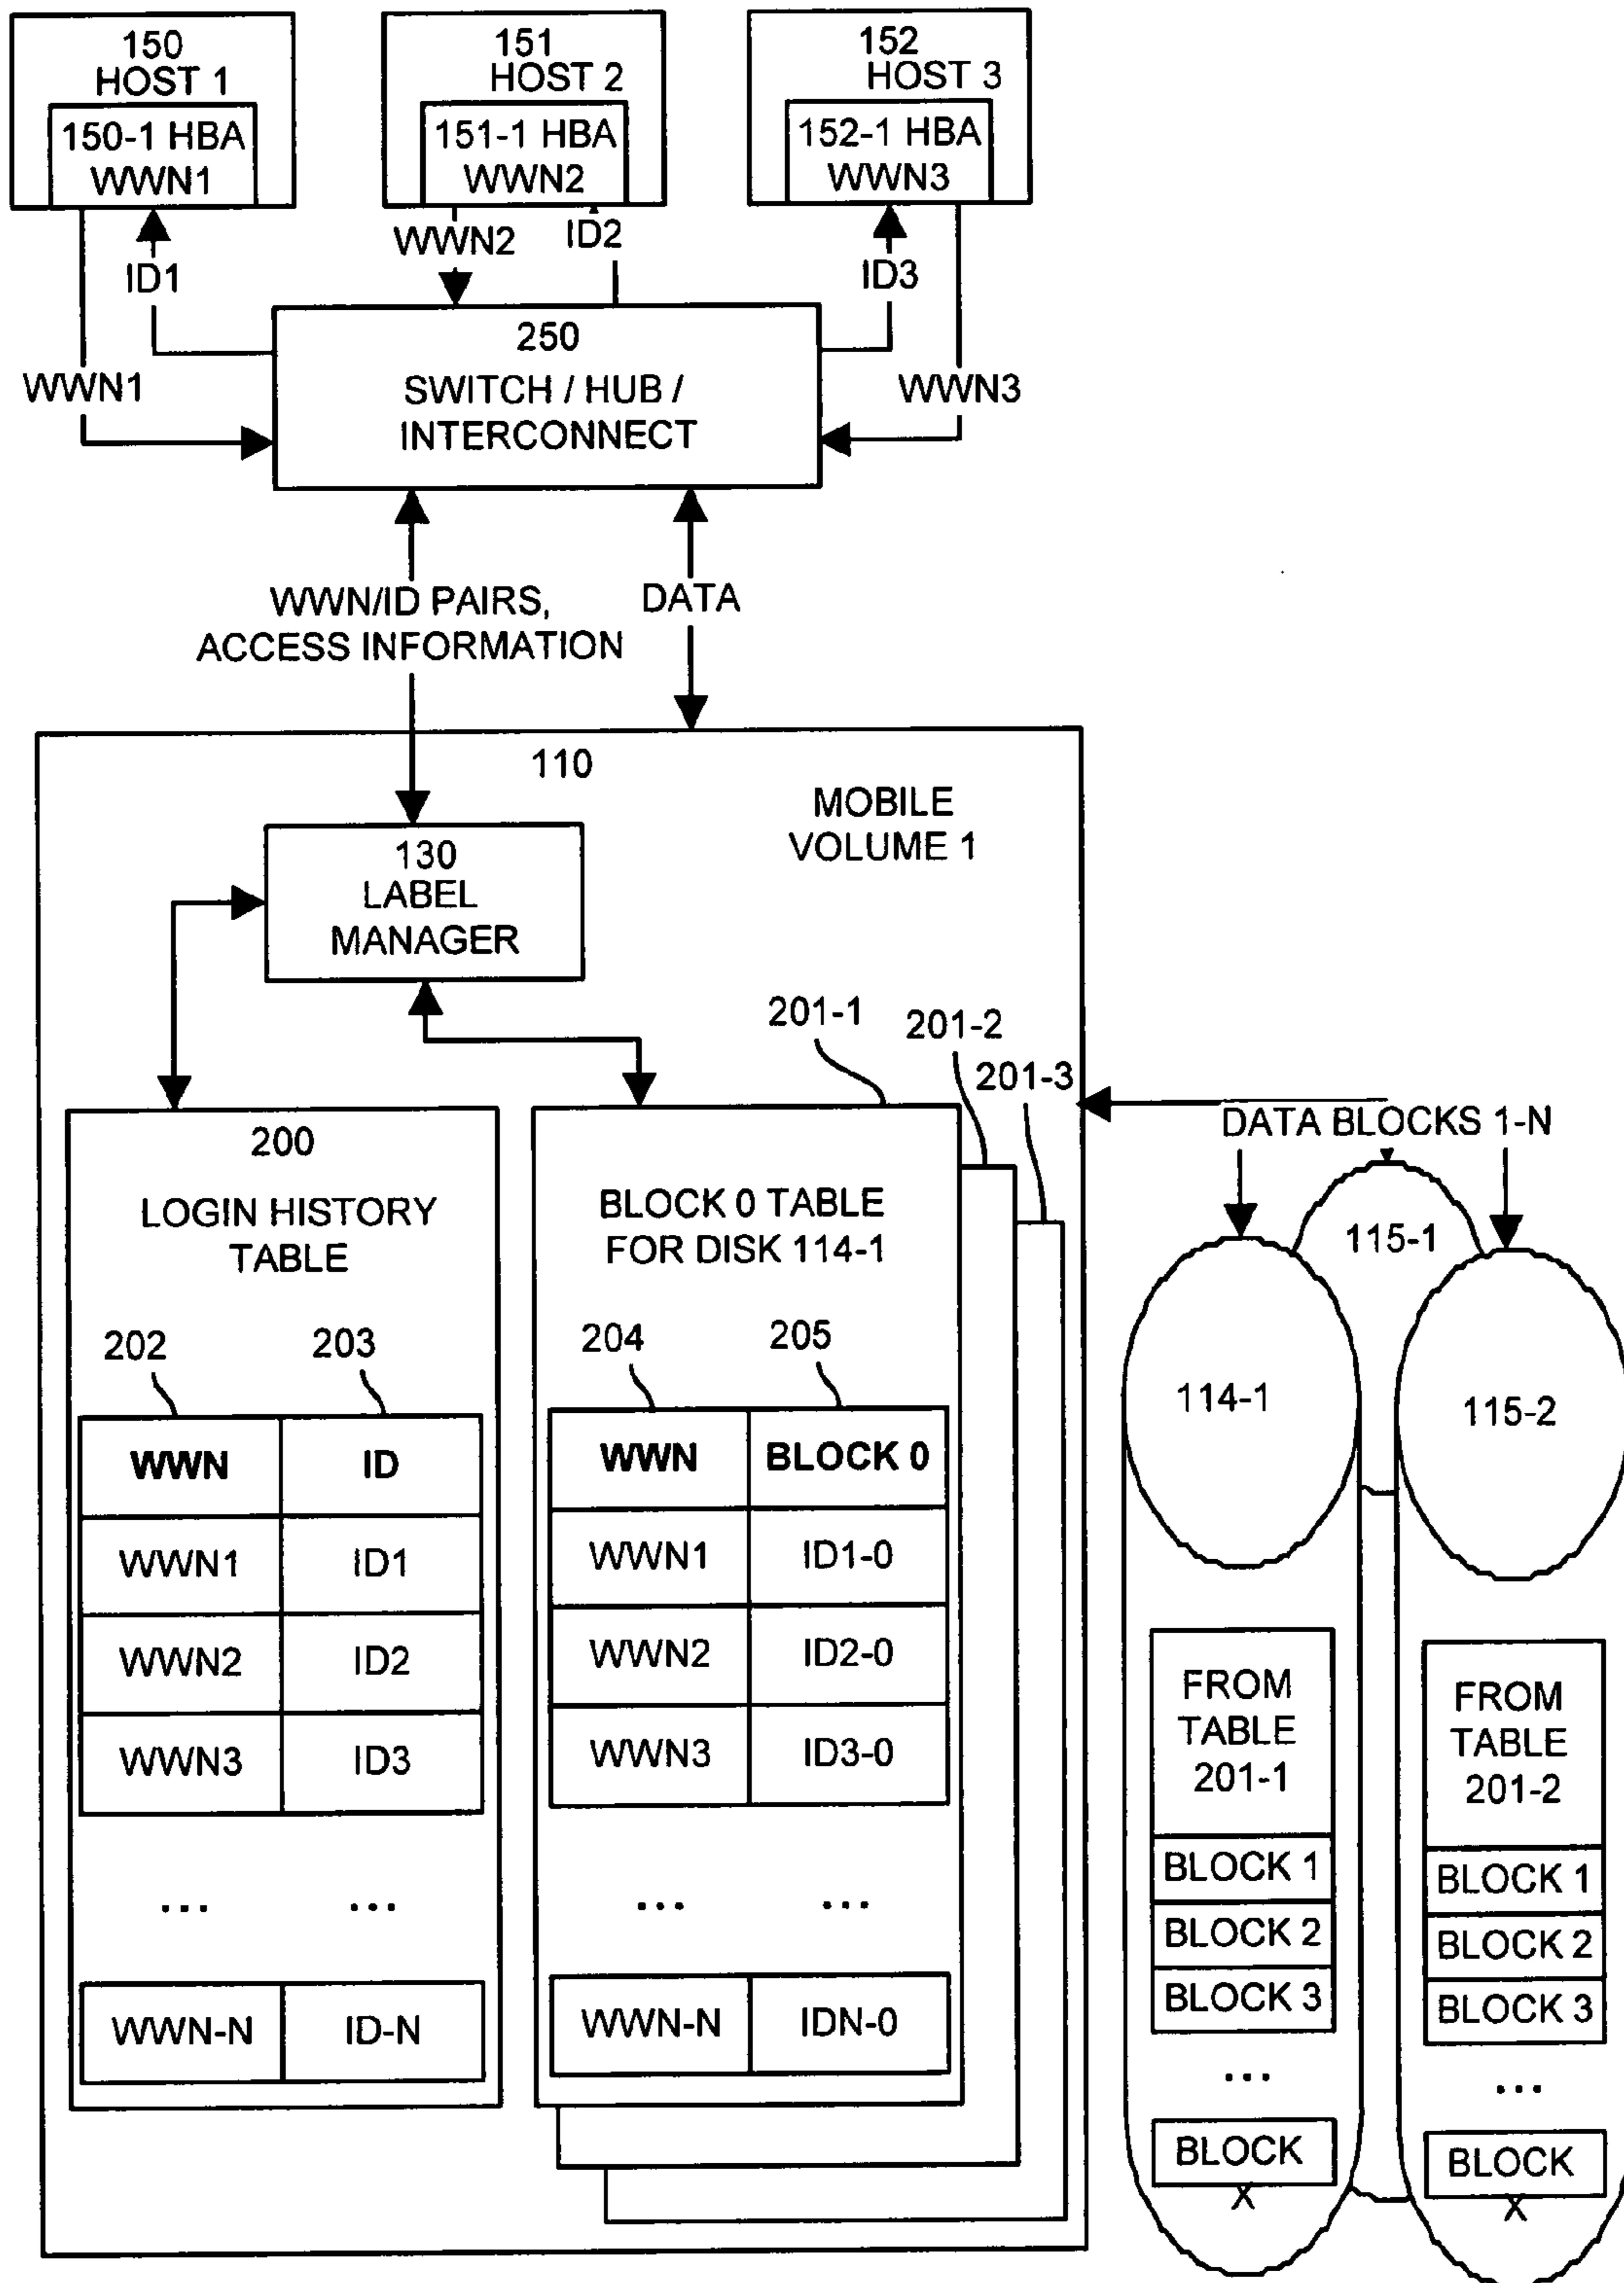 150
HOST 1
150-1 HBA
WWN1
151
HOST 2
151-1 HBA
WWN2
152
HOST 3
152-1 HBA
WWN3
WWN2
ID2
ID1
ID3
WWN1
WWN3
250
SWITCH / HUB /
INTERCONNECT
WWN/ID PAIRS,
ACCESS INFORMATION
DATA
110
MOBILE
VOLUME 1
130
LABEL
MANAGER
201-1
201-2
201-3
200
LOGIN HISTORY
TABLE
202
203
WWN ID
WWN1 ID1
WWN2 ID2
WWN3 ID3
... ...
WWN-N ID-N
BLOCK 0 TABLE
FOR DISK 114-1
204
205
WWN BLOCK 0
WWN1 ID1-0
WWN2 ID2-0
WWN3 ID3-0
... ...
WWN-N IDN-0
DATA BLOCKS 1-N
115-1
114-1
115-2
FROM
TABLE
201-1
BLOCK 1
BLOCK 2
BLOCK 3
...
BLOCK
X
FROM
TABLE
201-2
BLOCK 1
BLOCK 2
BLOCK 3
...
BLOCK
X